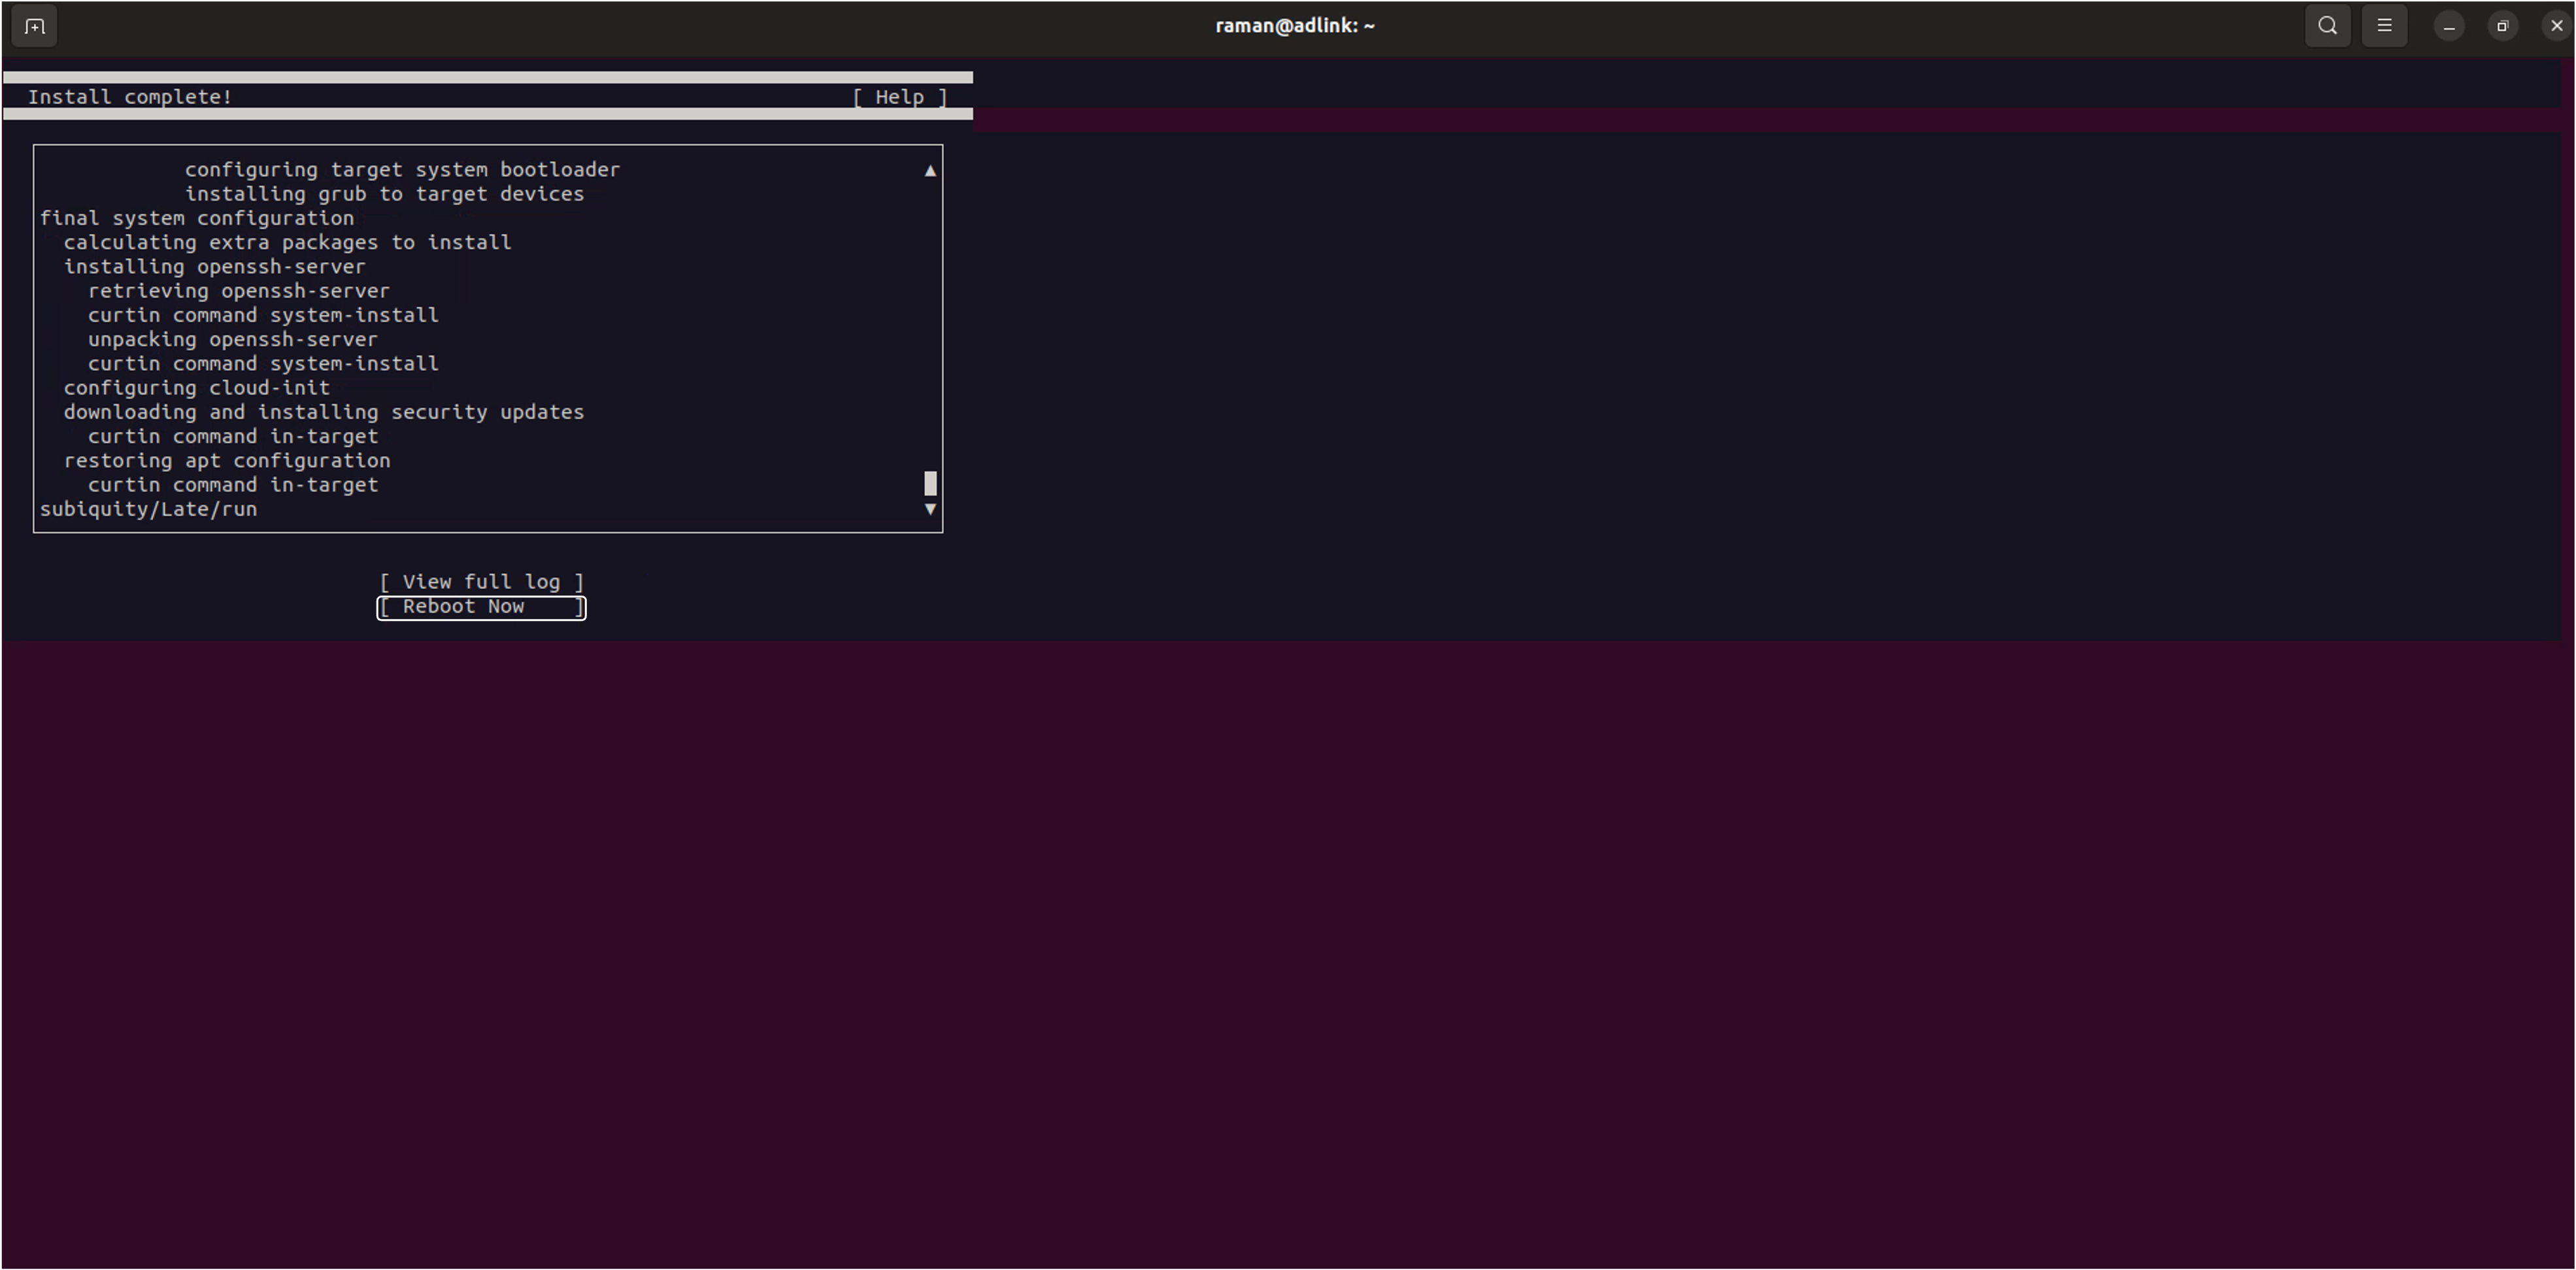 raman@adlink: ~
Install complete! [ Help ]
configuring target system bootloader
installing grub to target devices
final system configuration
calculating extra packages to install
installing openssh-server
retrieving openssh-server
curtin command system-install
unpacking openssh-server
curtin command system-install
configuring cloud-init
downloading and installing security updates
curtin command in-target
restoring apt configuration
curtin command in-target
subiquity/Late/run
[ View full log ]
[ Reboot Now ]